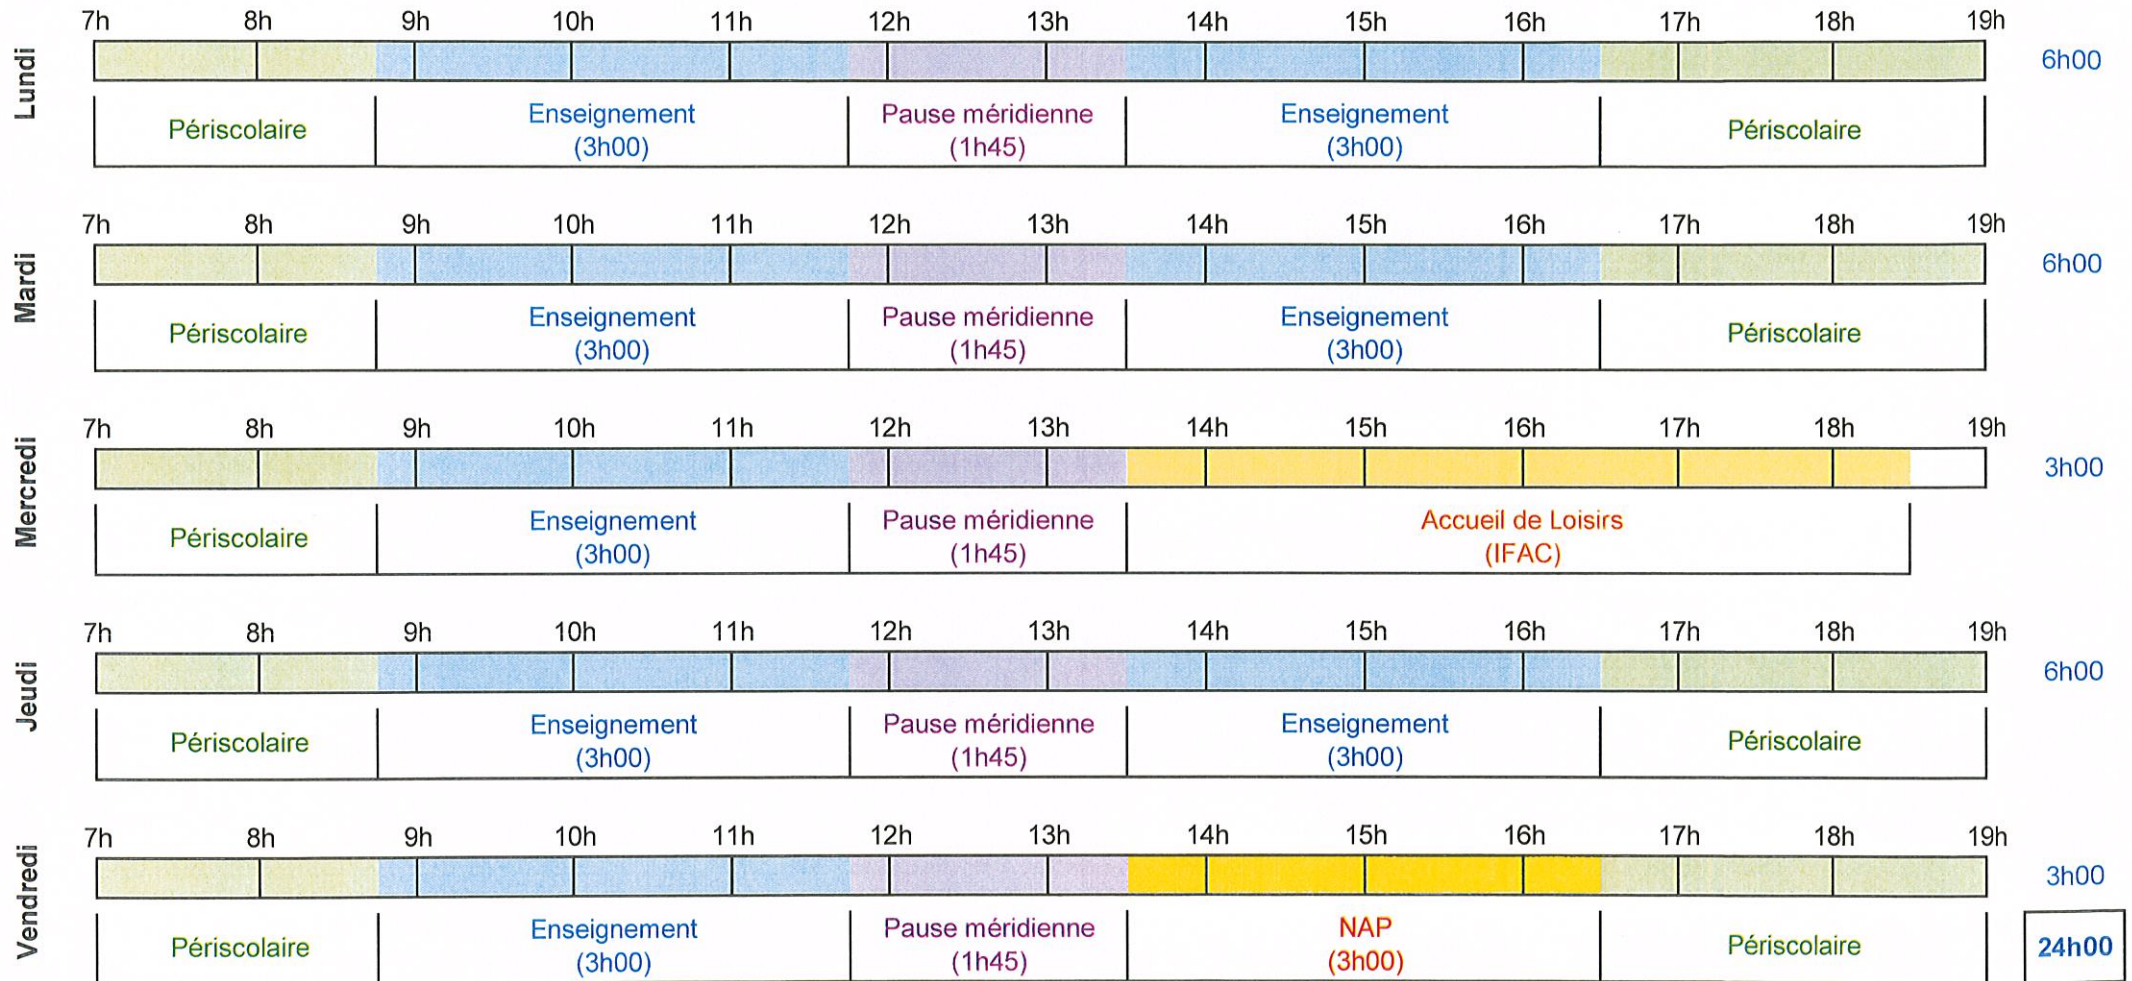 7h 8h 9h 10h 11h 12h 13h 14h 15h 16h 17h 18h 19h
Lundi
6h00
Périscolaire
Enseignement
(3h00)
Pause méridienne
(1h45)
Enseignement
(3h00)
Périscolaire
7h 8h 9h 10h 11h 12h 13h 14h 15h 16h 17h 18h 19h
Mardi
6h00
Périscolaire
Enseignement
(3h00)
Pause méridienne
(1h45)
Enseignement
(3h00)
Périscolaire
7h 8h 9h 10h 11h 12h 13h 14h 15h 16h 17h 18h 19h
Mercredi
3h00
Périscolaire
Enseignement
(3h00)
Pause méridienne
(1h45)
Accueil de Loisirs
(IFAC)
7h 8h 9h 10h 11h 12h 13h 14h 15h 16h 17h 18h 19h
Jeudi
6h00
Périscolaire
Enseignement
(3h00)
Pause méridienne
(1h45)
Enseignement
(3h00)
Périscolaire
7h 8h 9h 10h 11h 12h 13h 14h 15h 16h 17h 18h 19h
Vendredi
3h00
Périscolaire
Enseignement
(3h00)
Pause méridienne
(1h45)
NAP
(3h00)
Périscolaire
24h00